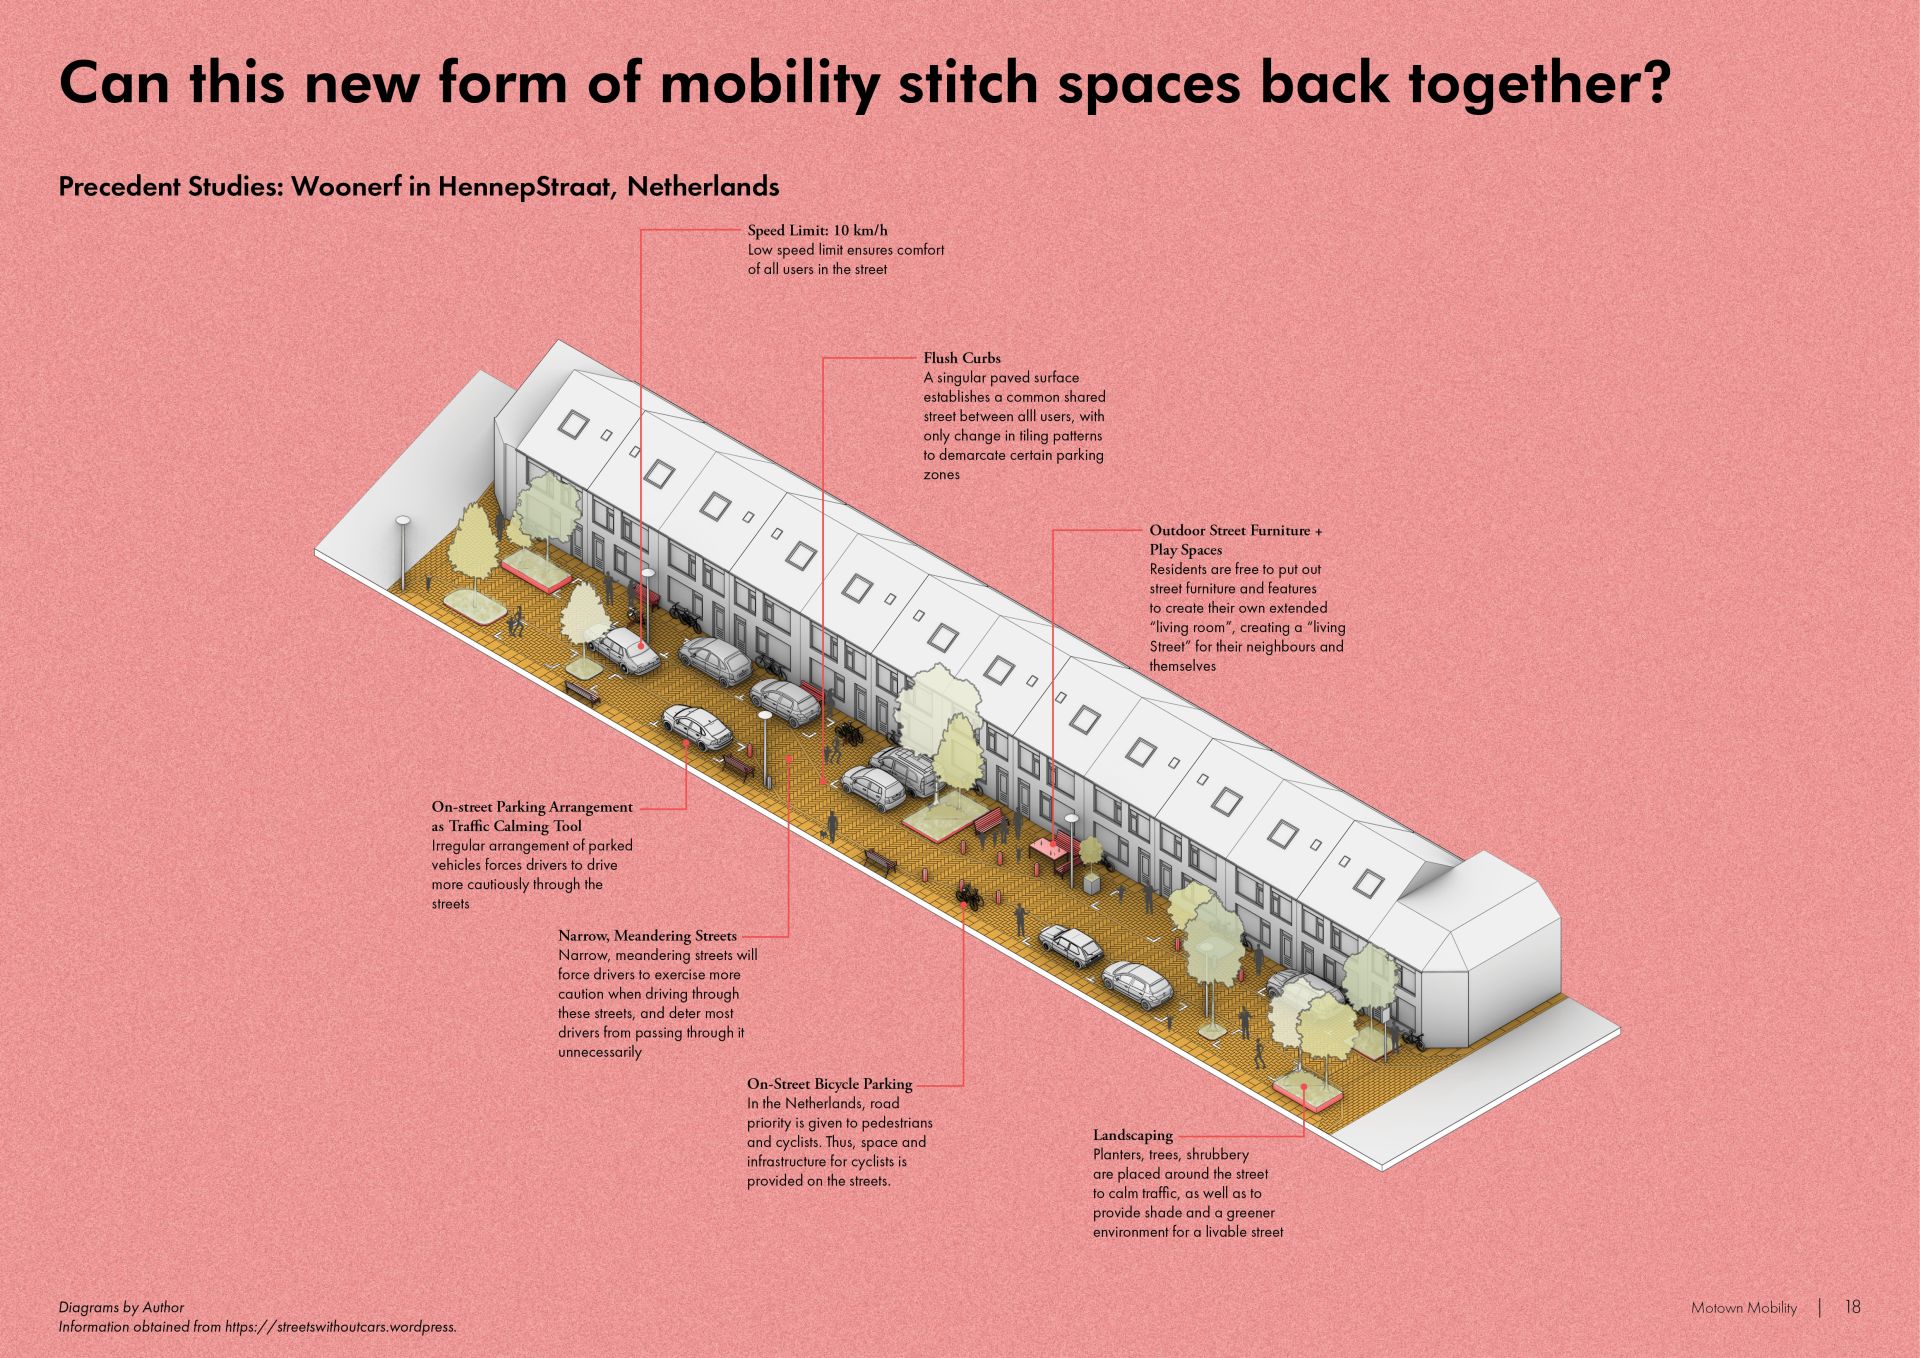 Can this new form of mobility stitch spaces back together?
Precedent Studies: Woonerf in HennepStraat, Netherlands
Speed Limit: 10 km/h
Low speed limit ensures comfort
of all users in the street
Flush Curbs
A singular paved surface
establishes a common shared
street between alll users, with
only change in tiling patterns
to demarcate certain parking
zones
Outdoor Street Furniture +
Play Spaces
Residents are free to put out
street furniture and features
to create their own extended
“living room”, creating a “living
Street” for their neighbours and
themselves
On-street Parking Arrangement
as Traffic Calming Tool
Irregular arrangement of parked
vehicles forces drivers to drive
more cautiously through the
streets
Narrow, Meandering Streets
Narrow, meandering streets will
force drivers to exercise more
caution when driving through
these streets, and deter most
drivers from passing through it
unnecessarily
On-Street Bicycle Parking
In the Netherlands, road
priority is given to pedestrians
and cyclists. Thus, space and
infrastructure for cyclists is
provided on the streets.
Landscaping
Planters, trees, shrubbery
are placed around the street
to calm traffic, as well as to
provide shade and a greener
environment for a livable street
Diagrams by Author
Information obtained from https://streetswithoutcars.wordpress.
Motown Mobility | 18